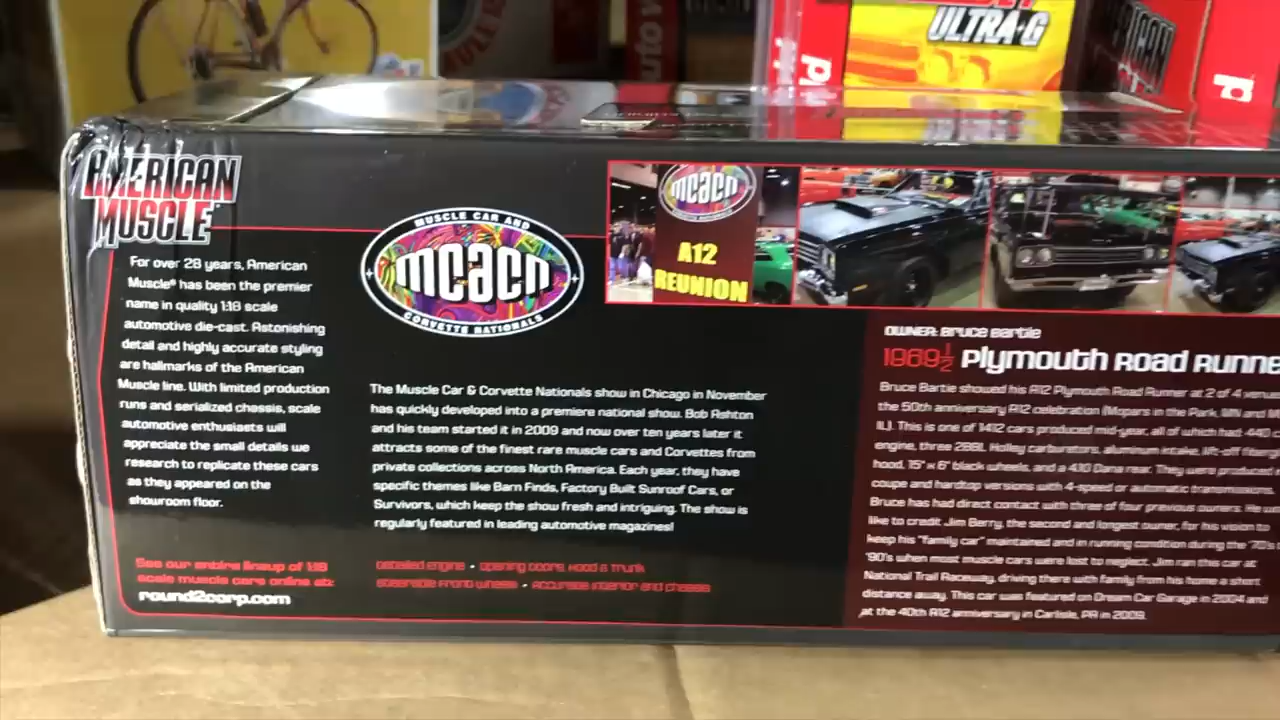 ULTRA-G
AMERICAN
MUSCLE
For over 28 years, American
Muscle® has been the premier
name in quality 1:18 scale
automotive die-cast. Astonishing
detail and highly accurate styling
are hallmarks of the American
Muscle line. With limited production
runs and serialized chassis, scale
automotive enthusiasts will
appreciate the small details we
research to replicate these cars
as they appeared on the
showroom floor.
See our entire lineup of 1:18
scale muscle cars online at:
round2corp.com
MUSCLE CAR AND
mcacn
CORVETTE NATIONALS
The Muscle Car & Corvette Nationals show in Chicago in November
has quickly developed into a premiere national show. Bob Ashton
and his team started it in 2009 and now over ten years later it
attracts some of the finest rare muscle cars and Corvettes from
private collections across North America. Each year, they have
specific themes like Barn Finds, Factory Built Sunroof Cars, or
Survivors, which keep the show fresh and intriguing. The show is
regularly featured in leading automotive magazines!
Detailed engine • Opening doors, hood & trunk
Steerable front wheels • Accurate interior and chassis
mcacn
A12
REUNION
OWNER: Bruce Bartie
1969½ Plymouth Road Runne
Bruce Bartie showed his A12 Plymouth Road Runner at 2 of 4
the 50th anniversary A12 celebration (Mopars in the Park, MN and
IL). This is one of 1412 cars produced mid-year, all of which had 440
engine, three 2BBL Holley carburetors, aluminum intake, lift-off
hood, 15" x 6" black wheels, and a 4.10 Dana rear. They were produced
coupe and hardtop versions with 4-speed or automatic transmissions.
Bruce has had direct contact with three of four previous owners. He
like to credit Jim Berry, the second and longest owner, for his vision to
keep his "family car" maintained and in running condition during the '70s
'90's when most muscle cars were lost to neglect. Jim ran this car at
National Trail Raceway, driving there with family from his home a short
distance away. This car was featured on Dream Car Garage in 2004 and
at the 40th A12 anniversary in Carlisle, PA in 2009.